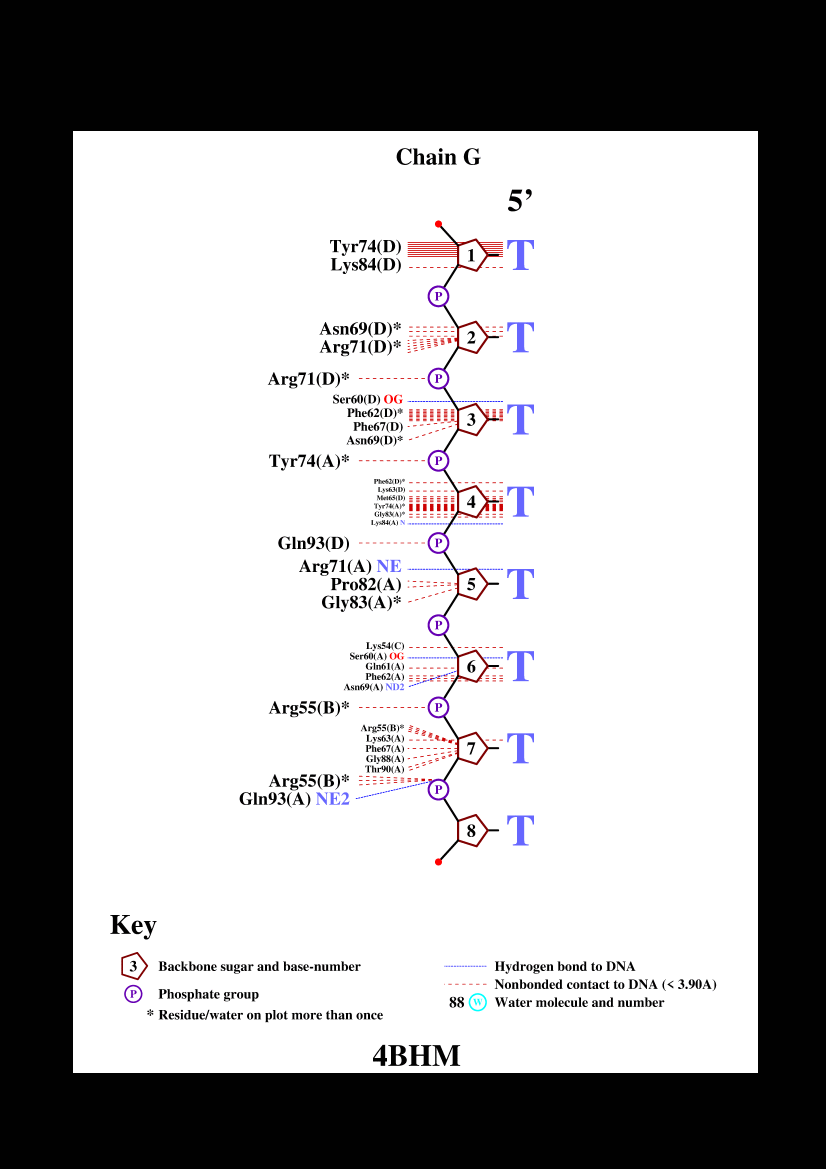 Chain G
5’
Tyr74(D)
Lys84(D)
1 T
P
Asn69(D)*
Arg71(D)*
2 T
Arg71(D)* P
Ser60(D) OG
Phe62(D)*
Phe67(D)
Asn69(D)*
3 T
Tyr74(A)* P
Phe62(D)*
Lys63(D)
Met65(D)
Tyr74(A)*
Gly83(A)*
Lys84(A) N
4 T
Gln93(D) P
Arg71(A) NE
Pro82(A)
Gly83(A)*
5 T
P
Lys54(C)
Ser60(A) OG
Gln61(A)
Phe62(A)
Asn69(A) ND2
6 T
Arg55(B)* P
Arg55(B)*
Lys63(A)
Phe67(A)
Gly88(A)
Thr90(A)
7 T
Arg55(B)*
Gln93(A) NE2
P
8 T
Key
3 Backbone sugar and base-number
P Phosphate group
* Residue/water on plot more than once
Hydrogen bond to DNA
Nonbonded contact to DNA (< 3.90A)
88 W Water molecule and number
4BHM